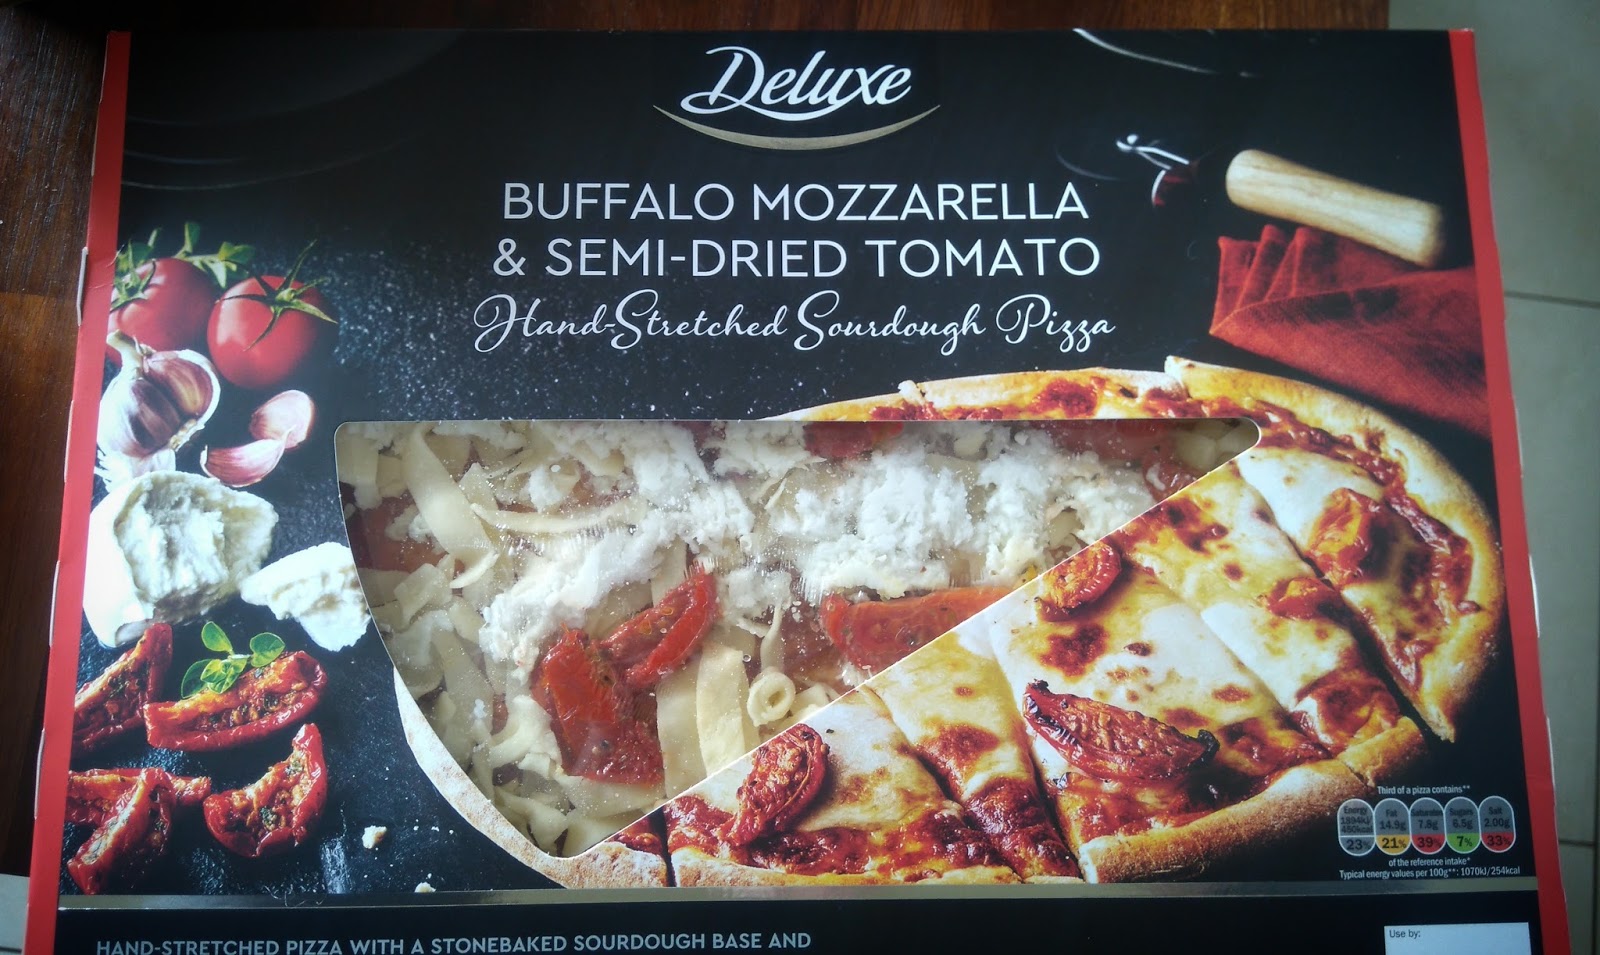 Deluxe
BUFFALO MOZZARELLA
& SEMI-DRIED TOMATO
Hand-Stretched Sourdough Pizza
Third of a pizza contains**
Energy Fat Saturates Sugars Salt
1894kJ 14.9g 7.8g 6.5g 2.00g
450kcal
23% 21% 39% 7% 33%
of the reference intake*
Typical energy values per 100g**: 1070kJ/254kcal
HAND-STRETCHED PIZZA WITH A STONEBAKED SOURDOUGH BASE AND
Use by: